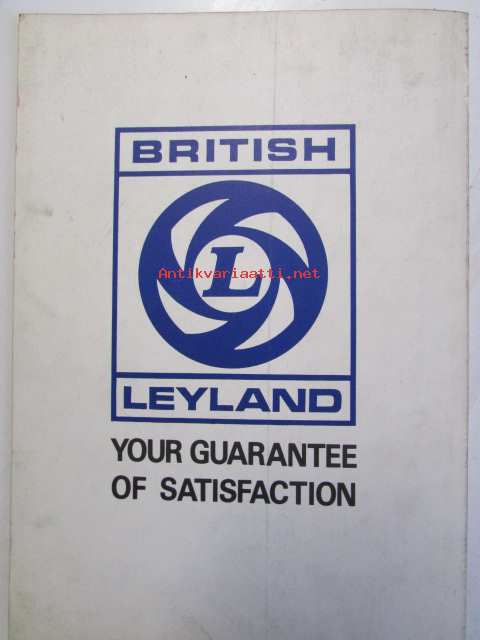 BRITISH
L
Antikvariaatti.net
LEYLAND
YOUR GUARANTEE
OF SATISFACTION